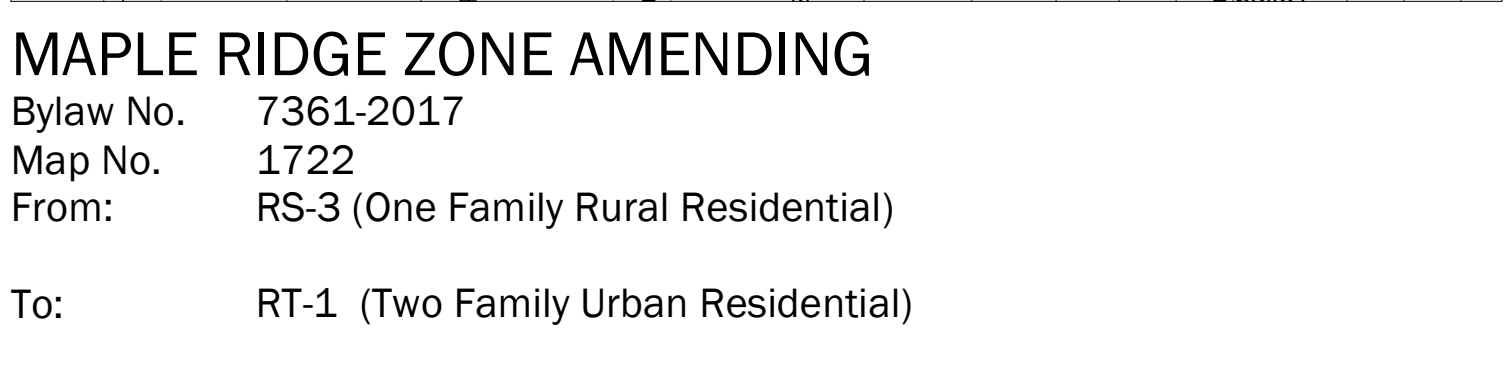 MAPLE RIDGE ZONE AMENDING
Bylaw No. 7361-2017
Map No. 1722
From: RS-3 (One Family Rural Residential)
To: RT-1 (Two Family Urban Residential)